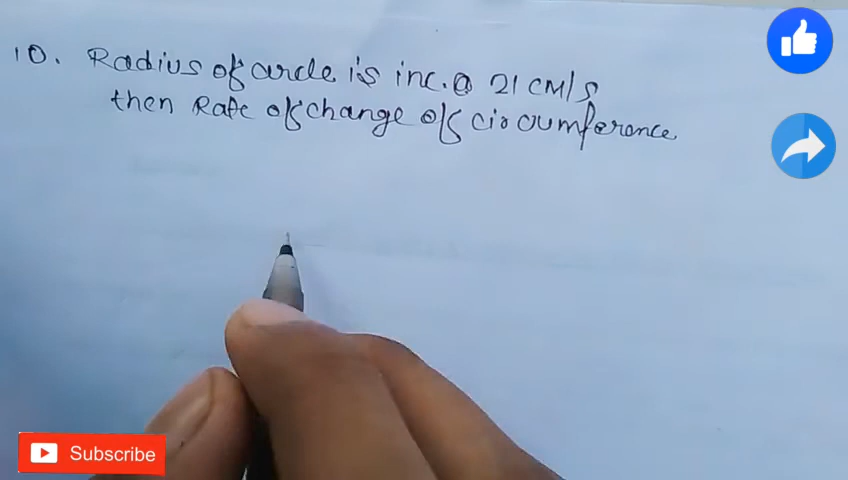 10. Radius of circle is inc. @ 21 cm/s
then Rate of change of circumference
Subscribe